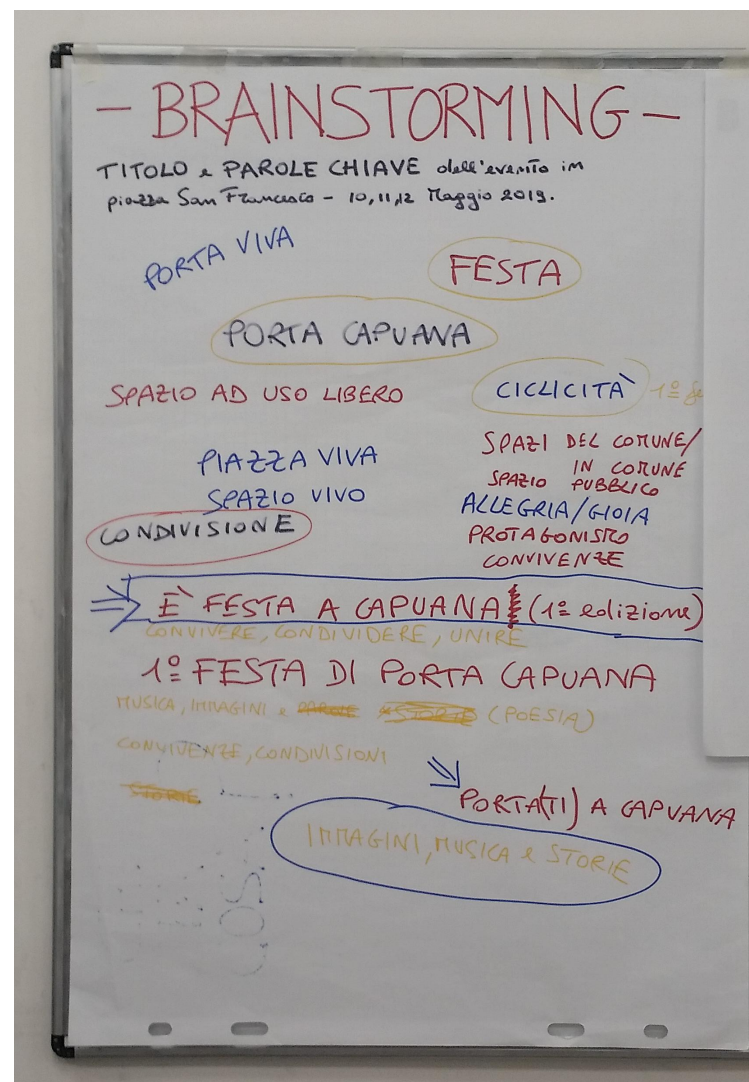 - BRAINSTORMING -
TITOLO e PAROLE CHIAVE dell'evento in
piazza San Francesco - 10,11,12 Maggio 2019.
PORTA VIVA
FESTA
PORTA CAPUANA
SPAZIO AD USO LIBERO
CICLICITÀ 1º
PIAZZA VIVA
SPAZIO VIVO
CONDIVISIONE
SPAZI DEL COMUNE/
IN COMUNE
SPAZIO PUBBLICO
ALLEGRIA/GIOIA
PROTAGONISMO
CONVIVENZE
È FESTA A CAPUANA (1º edizione)
CONVIVERE, CONDIVIDERE, UNIRE
1º FESTA DI PORTA CAPUANA
MUSICA, IMMAGINI e PAROLE STORIE (POESIA)
CONVIVENZE, CONDIVISIONI
STORIE
PORTA(TI) A CAPUANA
IMMAGINI, MUSICA e STORIE